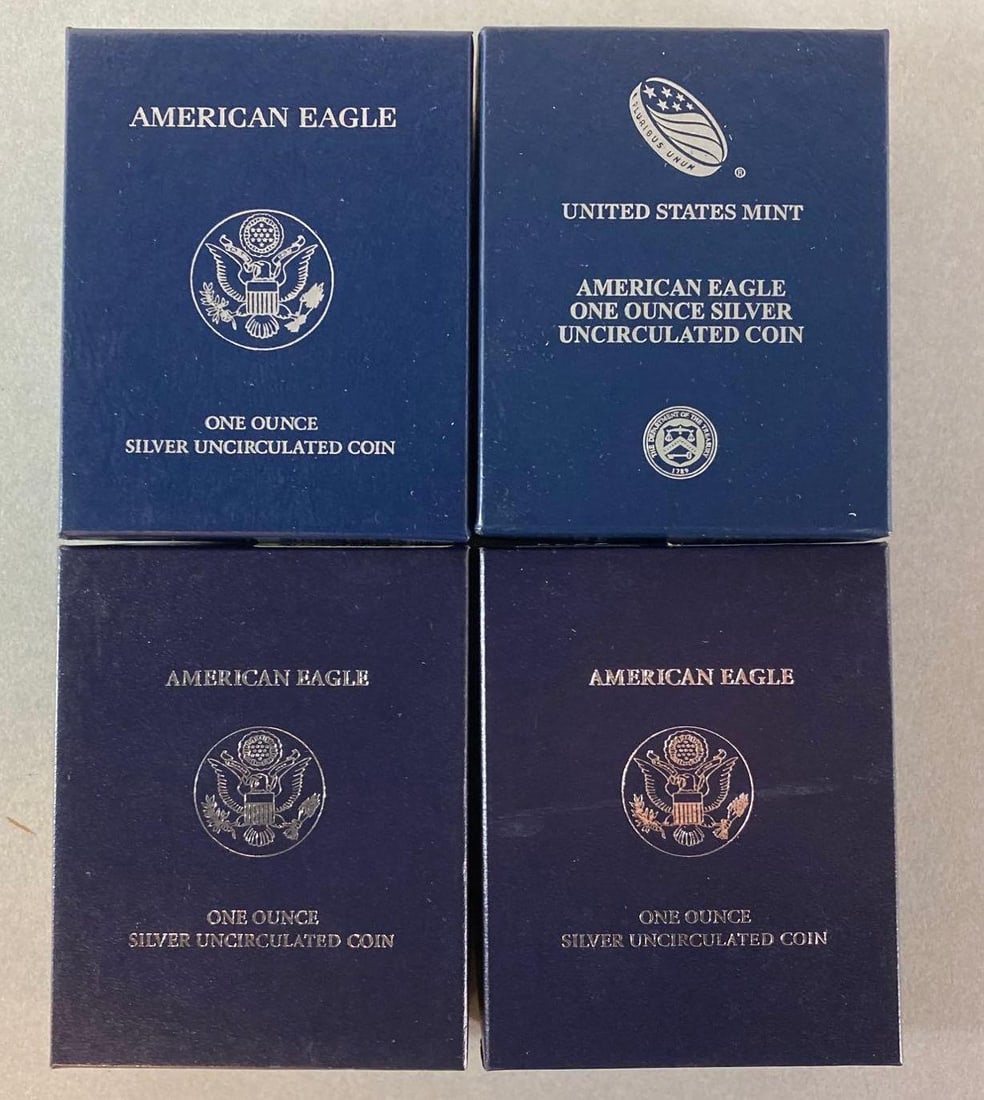 AMERICAN EAGLE
ONE OUNCE
SILVER UNCIRCULATED COIN
PLURIBUS UNUM
®
UNITED STATES MINT
AMERICAN EAGLE
ONE OUNCE SILVER
UNCIRCULATED COIN
THE DEPARTMENT OF THE TREASURY
1789
AMERICAN EAGLE
ONE OUNCE
SILVER UNCIRCULATED COIN
AMERICAN EAGLE
ONE OUNCE
SILVER UNCIRCULATED COIN